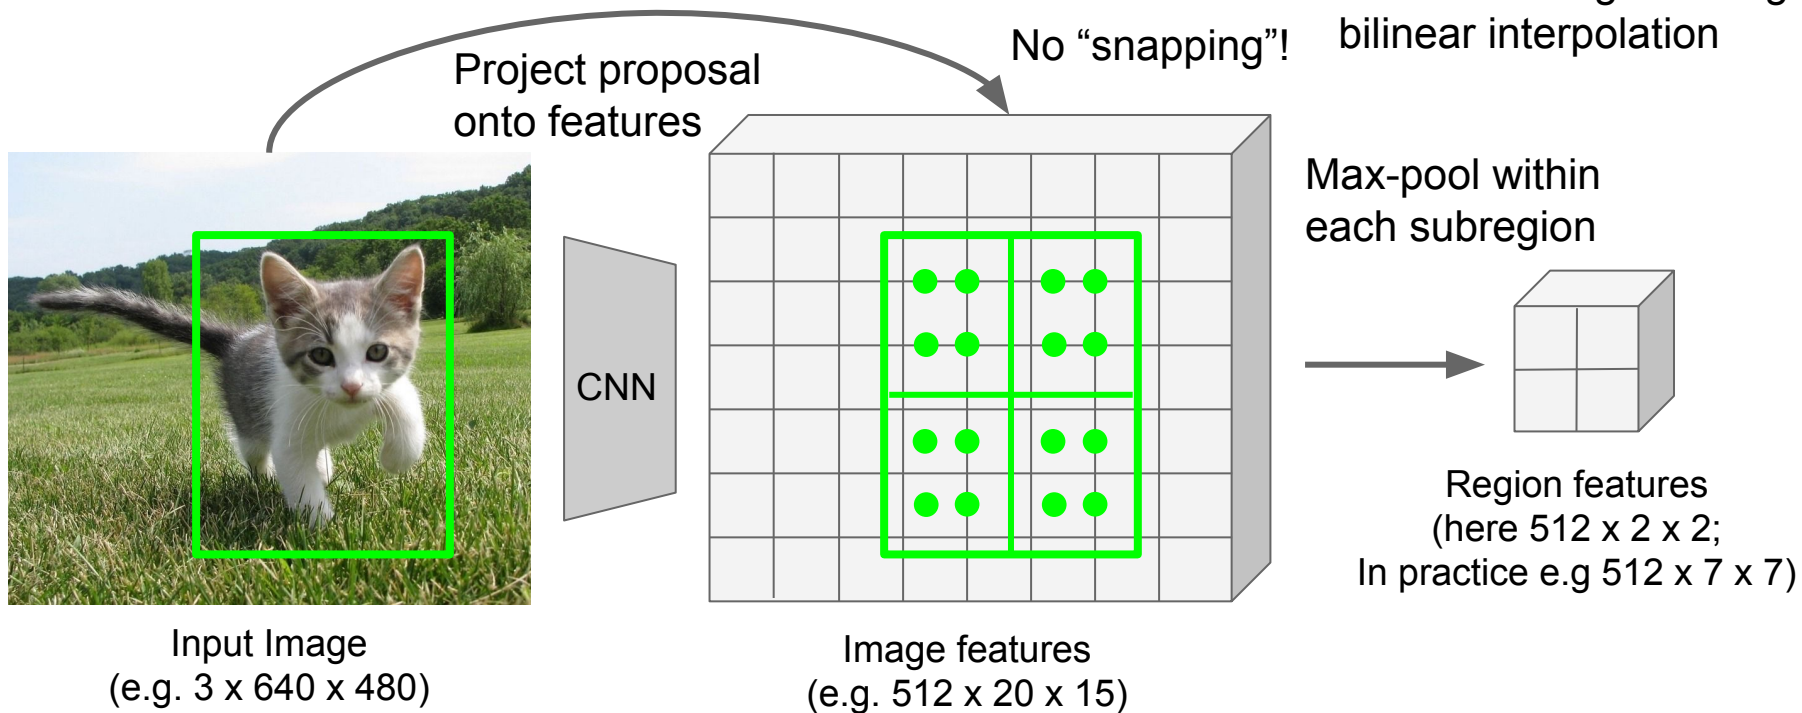 No “snapping”!
bilinear interpolation
Project proposal
onto features
Max-pool within
each subregion
CNN
Region features
(here 512 x 2 x 2;
In practice e.g 512 x 7 x 7)
Input Image
(e.g. 3 x 640 x 480)
Image features
(e.g. 512 x 20 x 15)